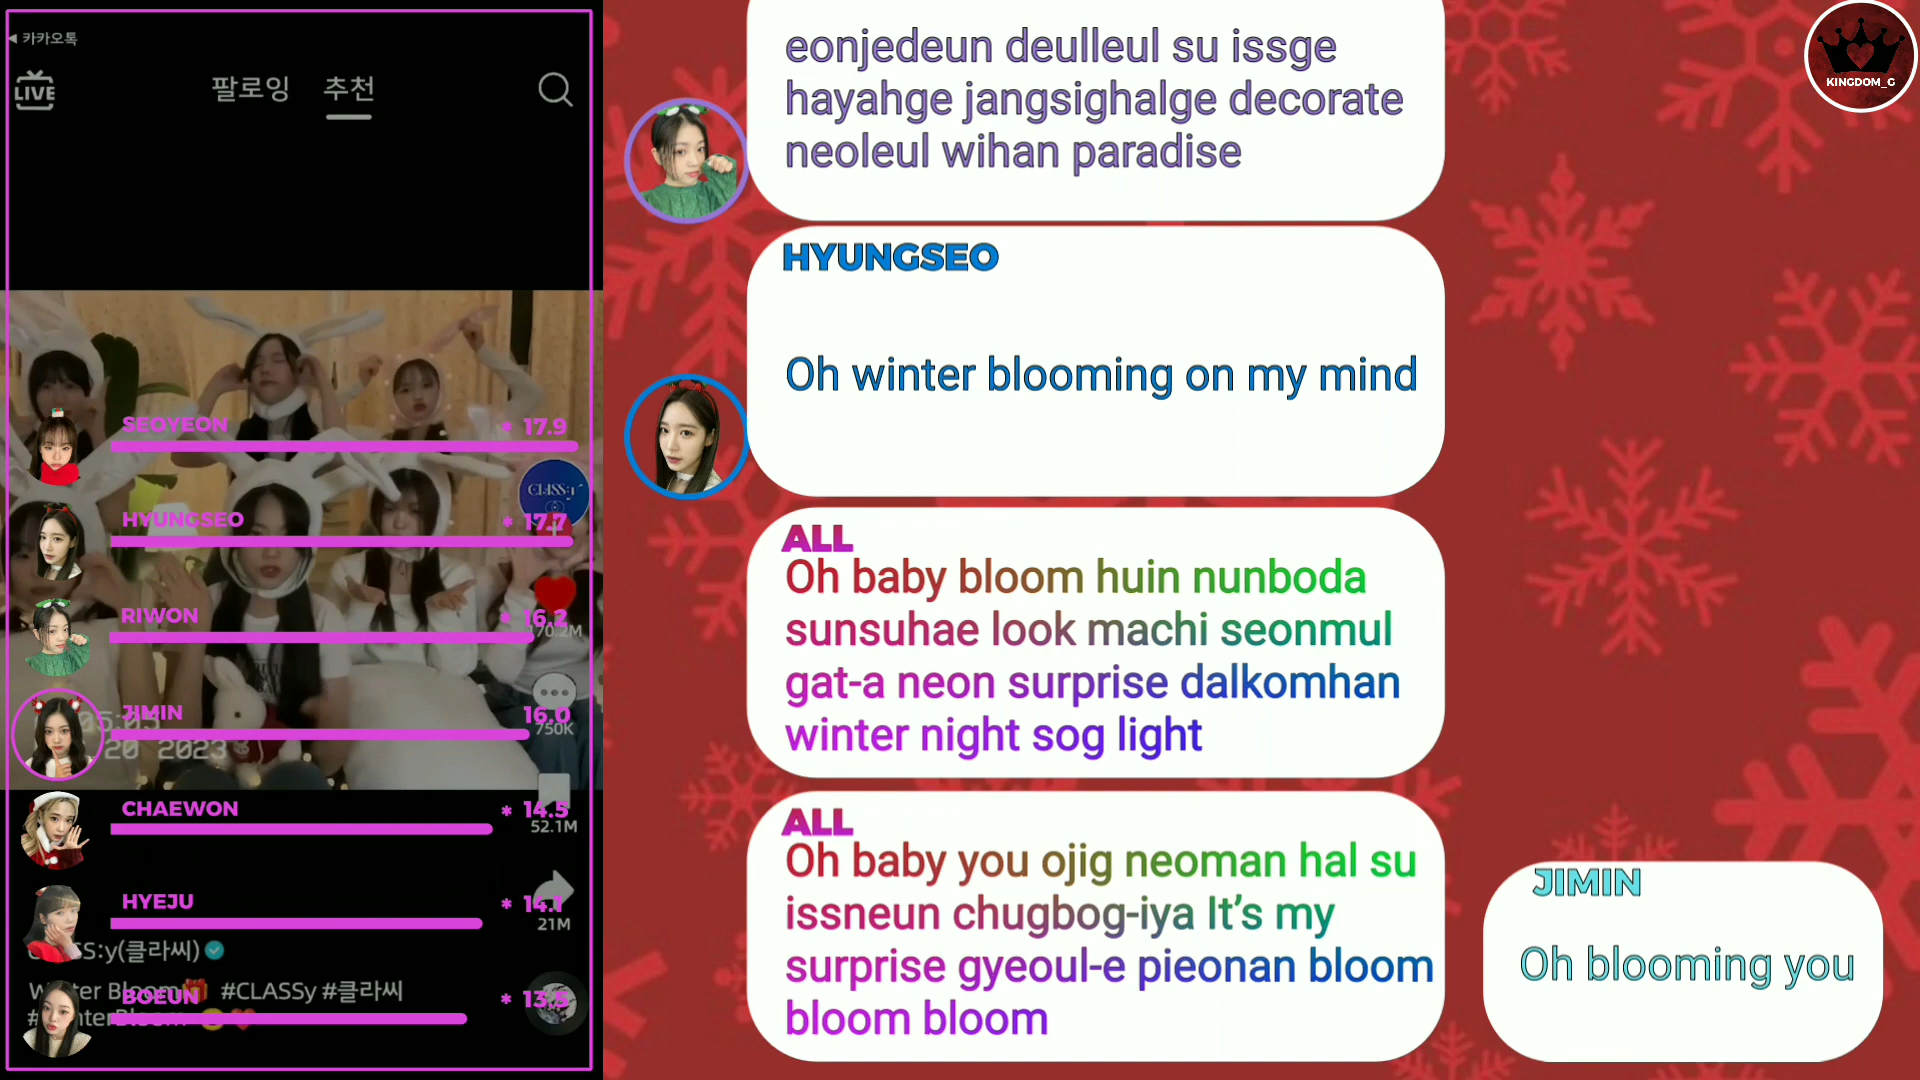 ◀ 카카오톡
LIVE
팔로잉 추천
CLASS:y
SEOYEON * 17.9
HYUNGSEO * 17.7
RIWON * 16.2
JIMIN 16.0
750K
20 2023
CHAEWON * 14.5
52.1M
HYEJU * 14.1
21M
S:y(클라씨)
#CLASSy #클라씨
BOEUN * 13.5
eonjedeun deulleul su issge
hayahge jangsighalge decorate
neoleul wihan paradise
HYUNGSEO
Oh winter blooming on my mind
ALL
Oh baby bloom huin nunboda
sunsuhae look machi seonmul
gat-a neon surprise dalkomhan
winter night sog light
ALL
Oh baby you ojig neoman hal su
issneun chugbog-iya It's my
surprise gyeoul-e pieonan bloom
bloom bloom
JIMIN
Oh blooming you
KINGDOM_G